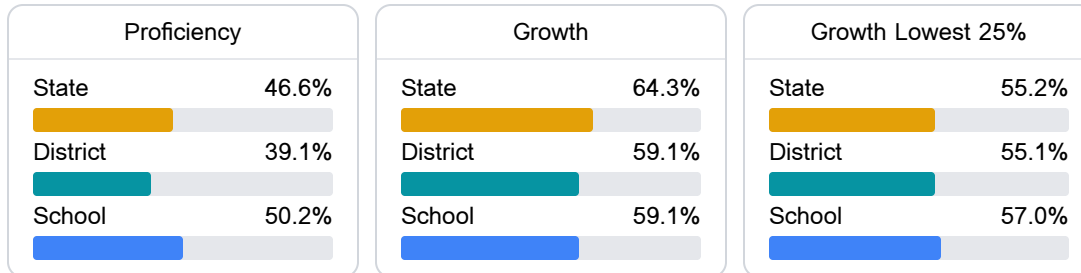 Proficiency
State 46.6%
District 39.1%
School 50.2%
Growth
State 64.3%
District 59.1%
School 59.1%
Growth Lowest 25%
State 55.2%
District 55.1%
School 57.0%